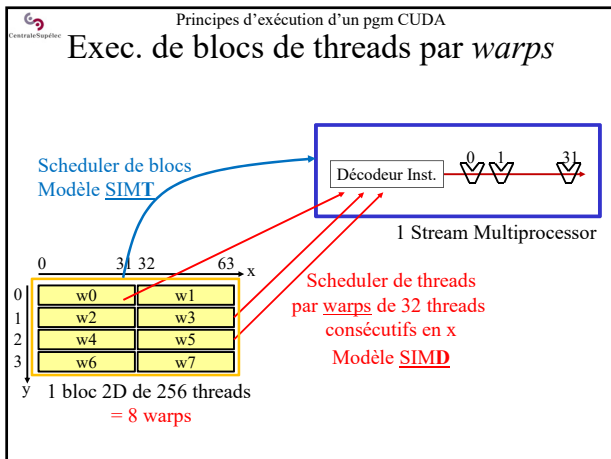 CentraleSupélec
Principes d'exécution d'un pgm CUDA
Exec. de blocs de threads par warps
Scheduler de blocs
Modèle SIMT
0 1 31
Décodeur Inst.
1 Stream Multiprocessor
0 31 32 63
x
0 w0 w1
1 w2 w3
2 w4 w5
3 w6 w7
y
1 bloc 2D de 256 threads
= 8 warps
Scheduler de threads
par warps de 32 threads
consécutifs en x
Modèle SIMD